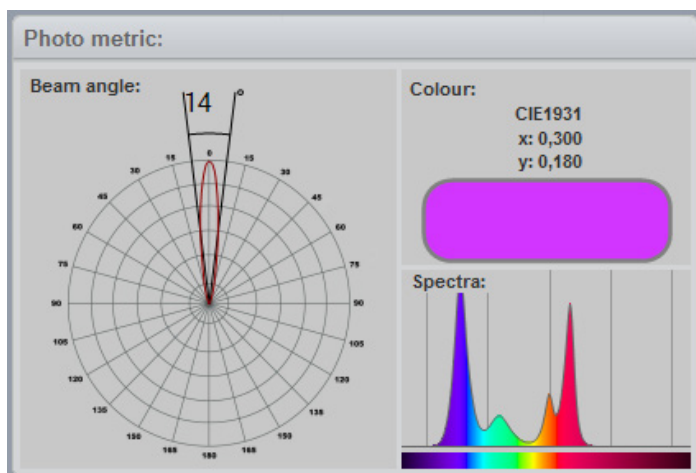 Photo metric:
Beam angle:
14 °
0
15 15
30 30
45 45
60 60
75 75
90 90
105 105
120 120
135 135
150 150
165 165
180
Colour:
CIE1931
x: 0,300
y: 0,180
Spectra: